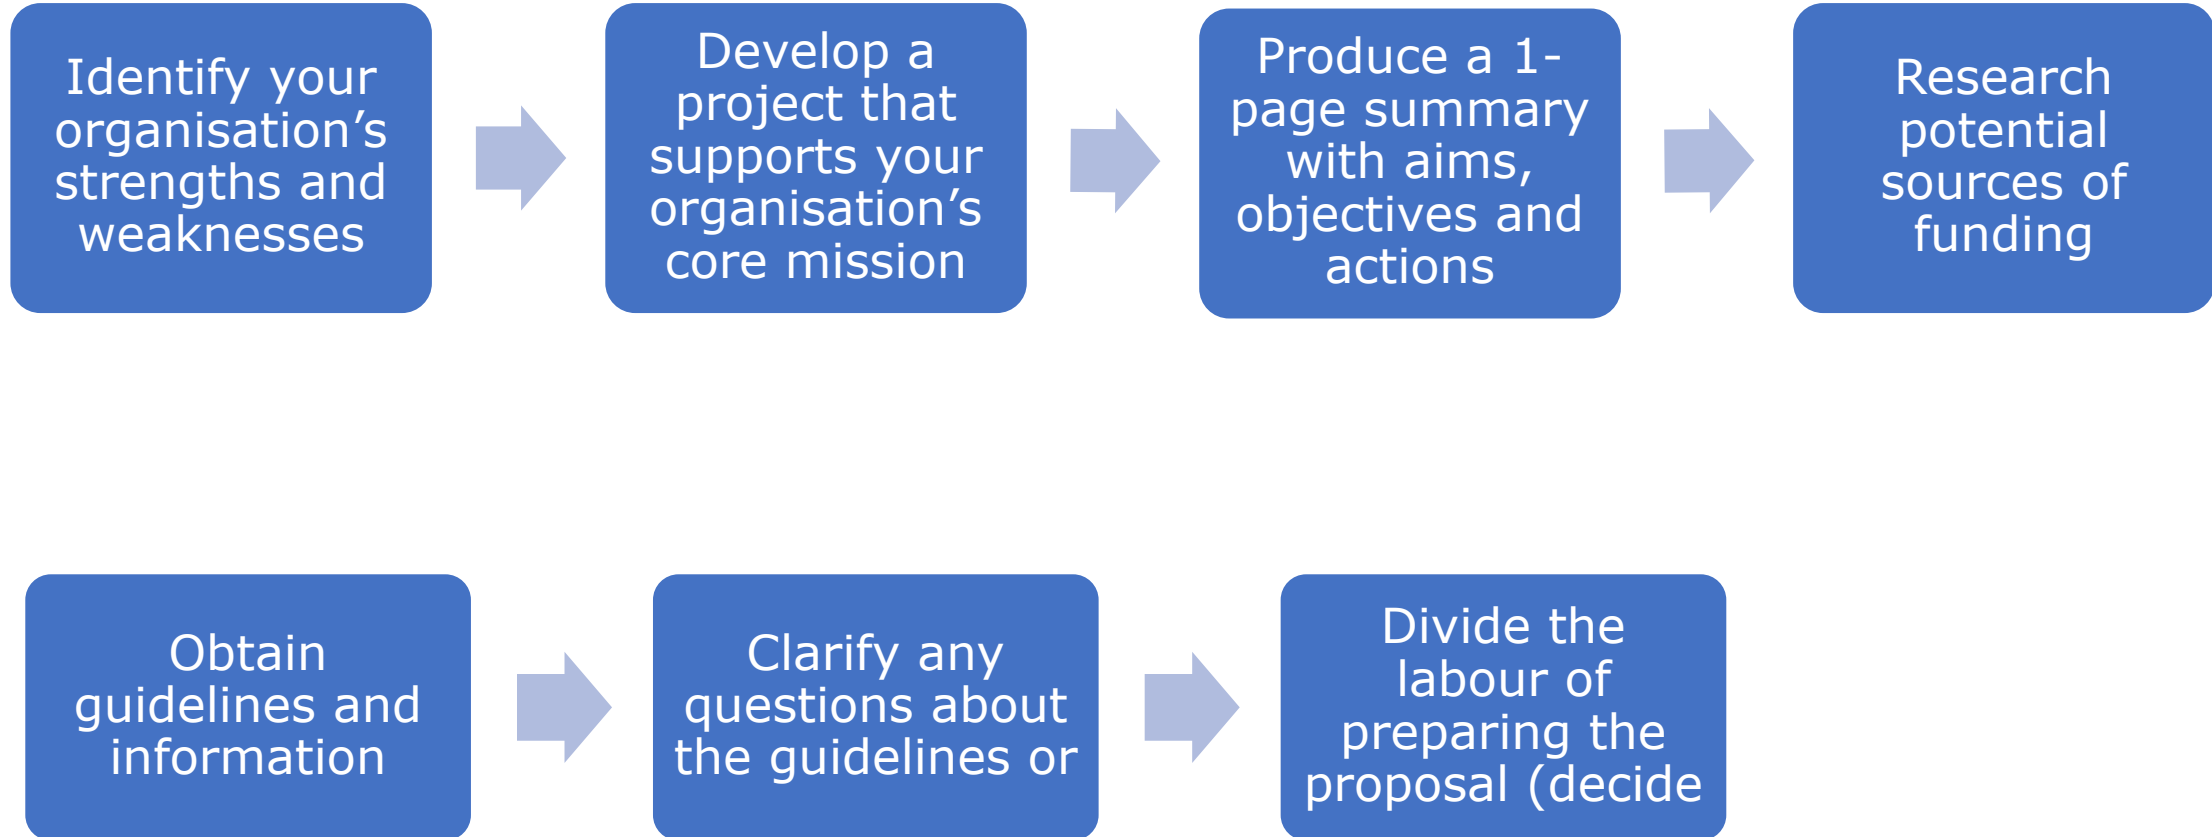 Identify your
organisation’s
strengths and
weaknesses
Develop a
project that
supports your
organisation’s
core mission
Produce a 1-
page summary
with aims,
objectives and
actions
Research
potential
sources of
funding
Obtain
guidelines and
information
Clarify any
questions about
the guidelines or
Divide the
labour of
preparing the
proposal (decide